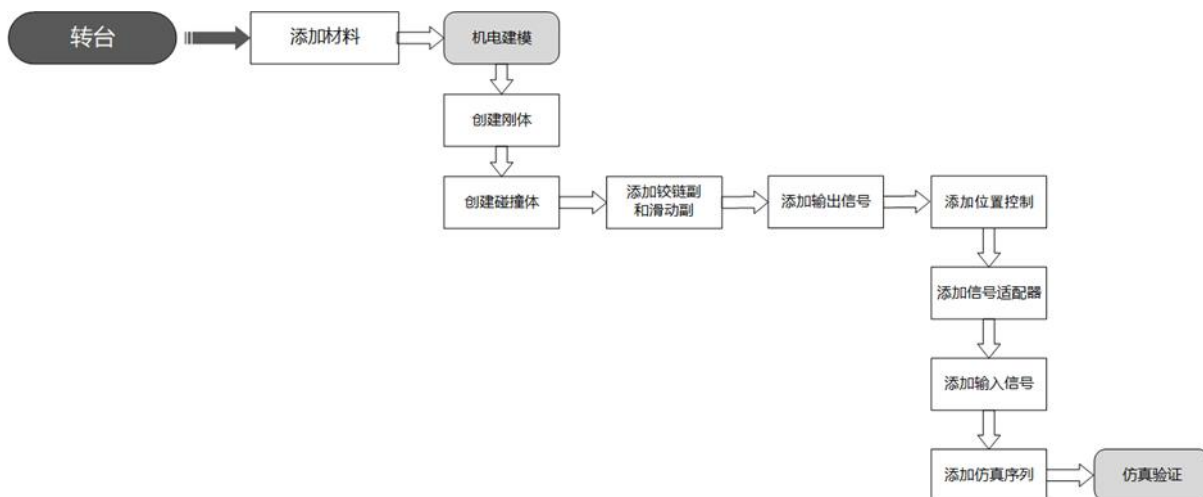 转台
添加材料
机电建模
创建刚体
创建碰撞体
添加铰链副
和滑动副
添加输出信号
添加位置控制
添加信号适配器
添加输入信号
添加仿真序列
仿真验证